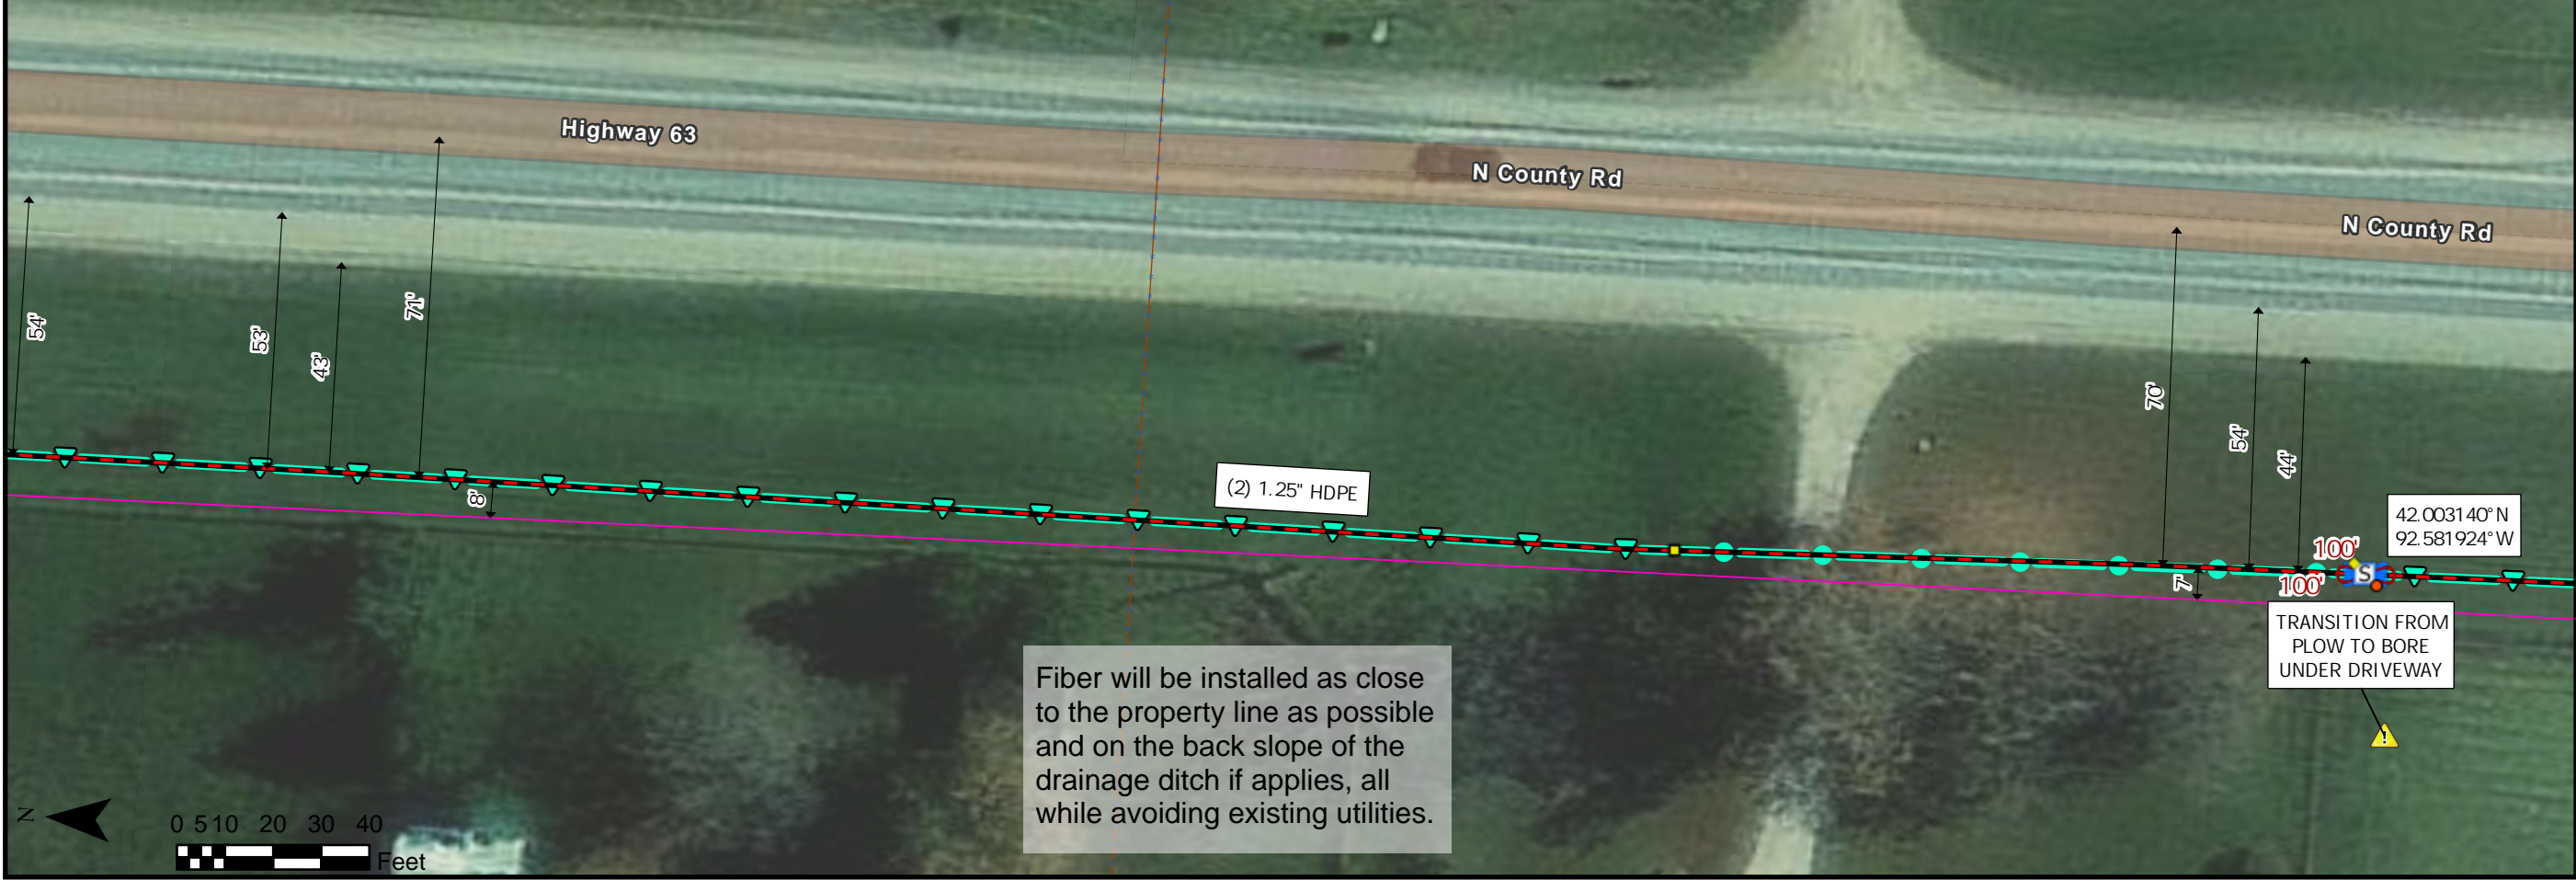 Highway 63
N County Rd
N County Rd
54'
53'
43'
71'
8'
(2) 1.25" HDPE
70'
54'
44'
7'
100'
100'
S
42.003140° N
92.581924° W
TRANSITION FROM
PLOW TO BORE
UNDER DRIVEWAY
!
Fiber will be installed as close
to the property line as possible
and on the back slope of the
drainage ditch if applies, all
while avoiding existing utilities.
N
0 5 10 20 30 40
Feet